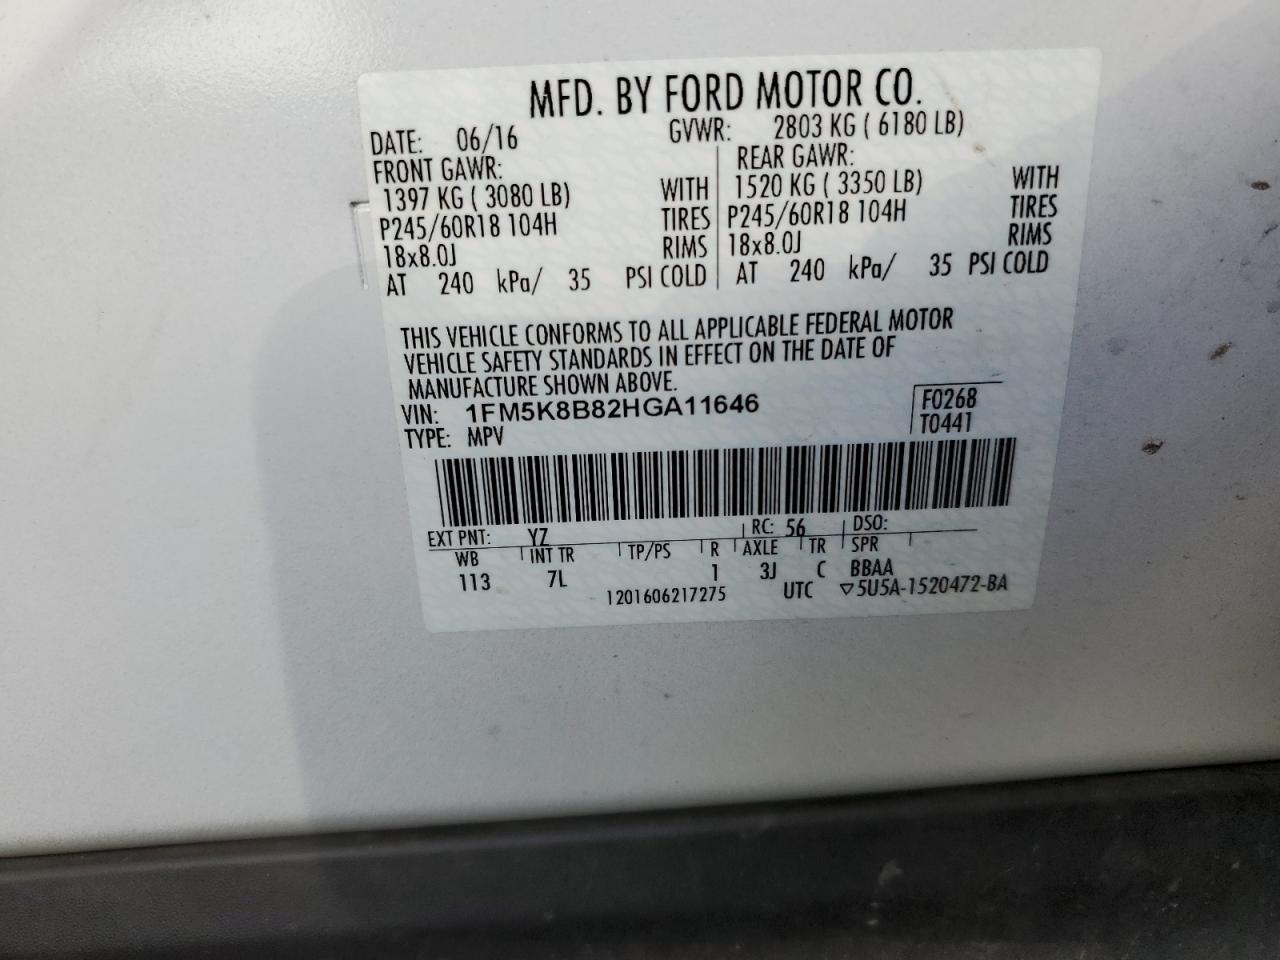 MFD. BY FORD MOTOR CO.
DATE: 06/16 GVWR: 2803 KG ( 6180 LB)
FRONT GAWR: REAR GAWR:
1397 KG ( 3080 LB) WITH 1520 KG ( 3350 LB) WITH
P245/60R18 104H TIRES P245/60R18 104H TIRES
18x8.0J RIMS 18x8.0J RIMS
AT 240 kPa/ 35 PSI COLD AT 240 kPa/ 35 PSI COLD
THIS VEHICLE CONFORMS TO ALL APPLICABLE FEDERAL MOTOR
VEHICLE SAFETY STANDARDS IN EFFECT ON THE DATE OF
MANUFACTURE SHOWN ABOVE.
VIN: 1FM5K8B82HGA11646 F0268
TYPE: MPV T0441
EXT PNT: YZ RC: 56 DSO:
WB INT TR TP/PS R AXLE TR SPR
113 7L 1 3J C BBAA
1201606217275 UTC ▽5U5A-1520472-BA